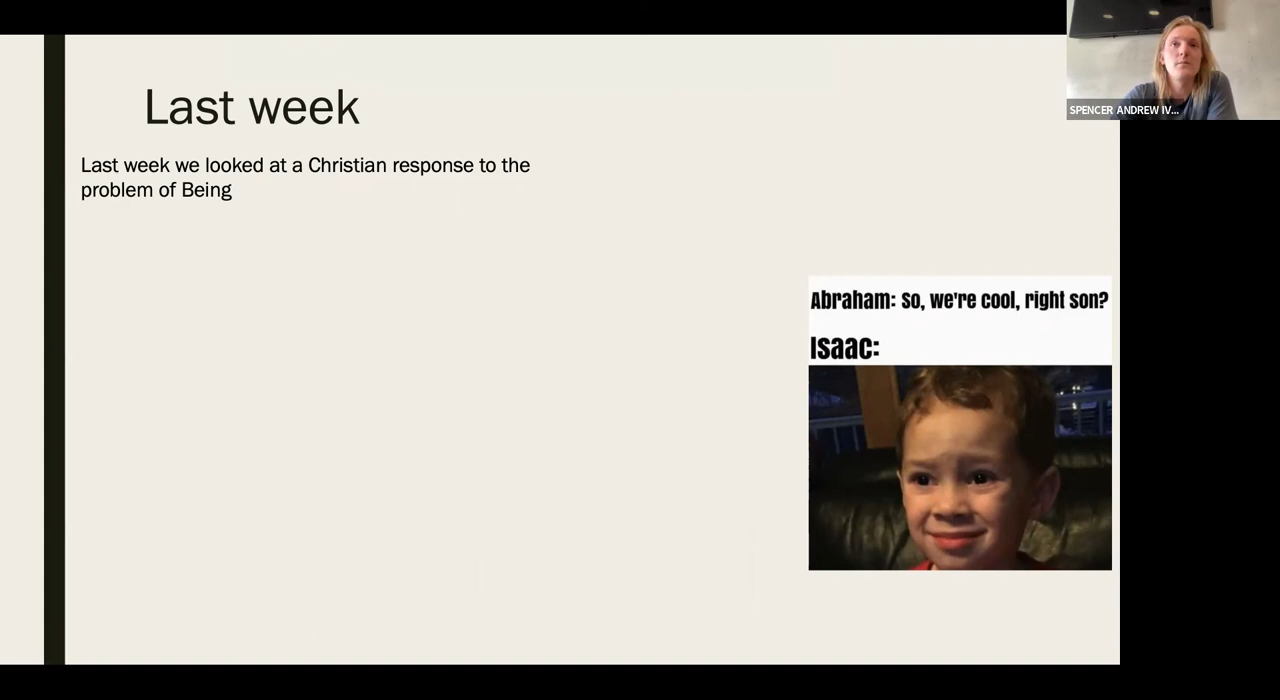 Last week
Last week we looked at a Christian response to the
problem of Being
SPENCER ANDREW IV...
Abraham: So, we're cool, right son?
Isaac: